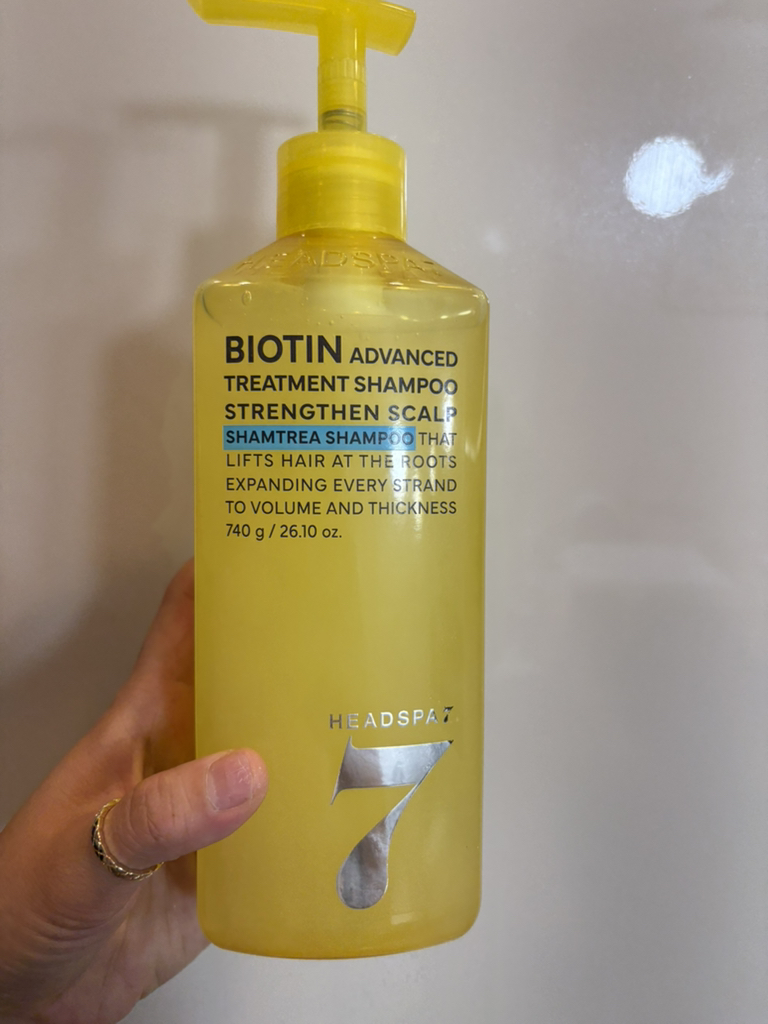 HEADSPA7
BIOTIN ADVANCED
TREATMENT SHAMPOO
STRENGTHEN SCALP
SHAMTREA SHAMPOO THAT
LIFTS HAIR AT THE ROOTS
EXPANDING EVERY STRAND
TO VOLUME AND THICKNESS
740 g / 26.10 oz.
HEADSPA7
7